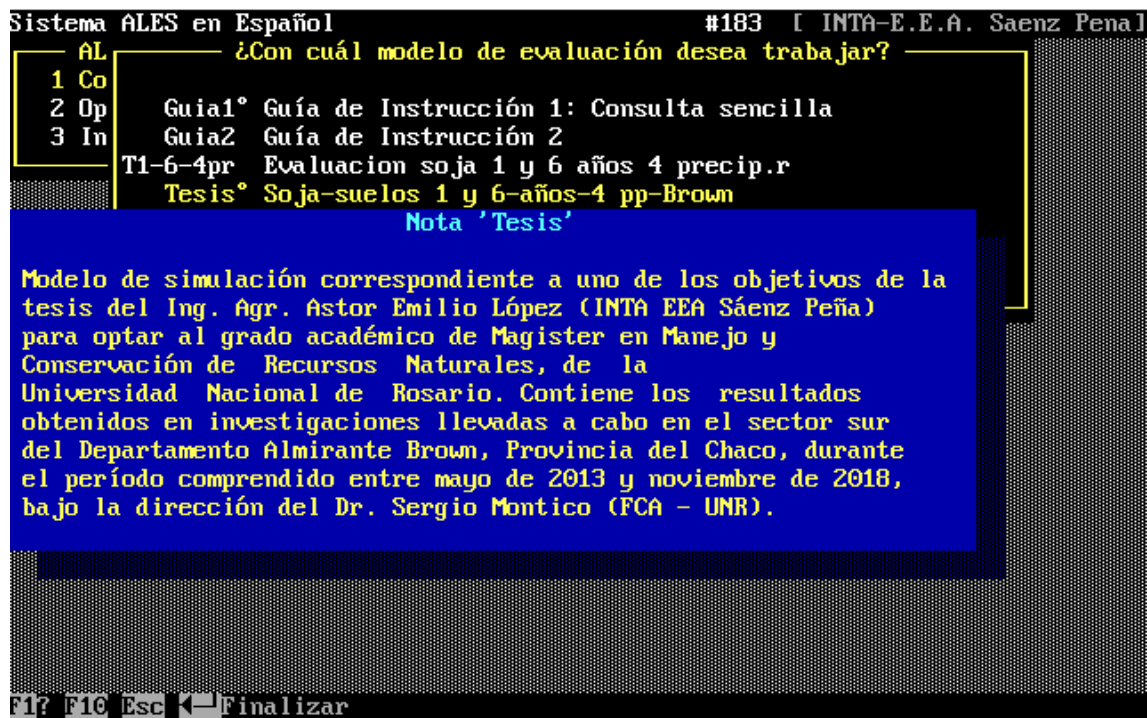 Sistema ALES en Español #183 [ INTA-E.E.A. Saenz Pena]
AL ¿Con cuál modelo de evaluación desea trabajar?
1 Co
2 Op Guia1° Guía de Instrucción 1: Consulta sencilla
3 In Guia2 Guía de Instrucción 2
T1-6-4pr Evaluacion soja 1 y 6 años 4 precip.r
Tesis° Soja-suelos 1 y 6-años-4 pp-Brown
Nota 'Tesis'
Modelo de simulación correspondiente a uno de los objetivos de la
tesis del Ing. Agr. Astor Emilio López (INTA EEA Sáenz Peña)
para optar al grado académico de Magister en Manejo y
Conservación de Recursos Naturales, de la
Universidad Nacional de Rosario. Contiene los resultados
obtenidos en investigaciones llevadas a cabo en el sector sur
del Departamento Almirante Brown, Provincia del Chaco, durante
el período comprendido entre mayo de 2013 y noviembre de 2018,
bajo la dirección del Dr. Sergio Montico (FCA - UNR).
F1? F10 Esc ◄─┘Finalizar